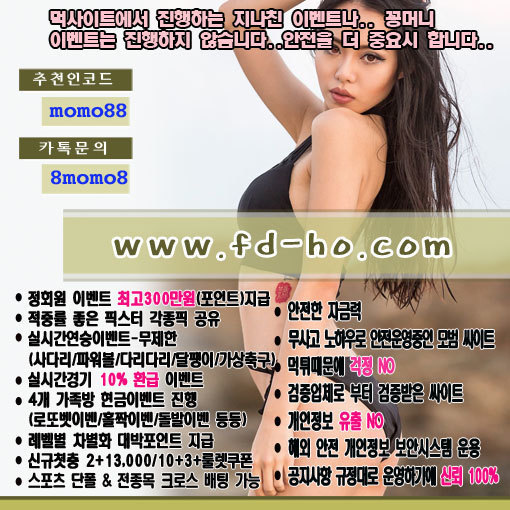 먹사이트에서 진행하는 지나친 이벤트나.. 꽁머니
이벤트는 진행하지 않습니다..안전을 더 중요시 합니다..
추천인코드
momo88
카톡문의
8momo8
www.fd-ho.com
• 정회원 이벤트 최고300만원(포인트)지급
• 적중률 좋은 픽스터 각종픽 공유
• 실시간연승이벤트-무제한
(사다리/파워볼/다리다리/달팽이/가상축구)
• 실시간경기 10% 환급 이벤트
• 4개 가족방 현금이벤트 진행
(로또벳이벤/홀짝이벤/돌발이벤 등등)
• 레벨별 차별화 대박포인트 지급
• 신규첫충 2+13.000/10+3+룰렛쿠폰
• 스포츠 단폴 & 전종목 크로스 배팅 가능
• 안전한 자금력
• 무사고 노하우로 안전운영중인 모범 싸이트
• 먹튀때문에 걱정 NO
• 검증업체로 부터 검증받은 싸이트
• 개인정보 유출 NO
• 해외 안전 개인정보 보안시스템 운용
• 공지사항 규정대로 운영하기에 신뢰 100%